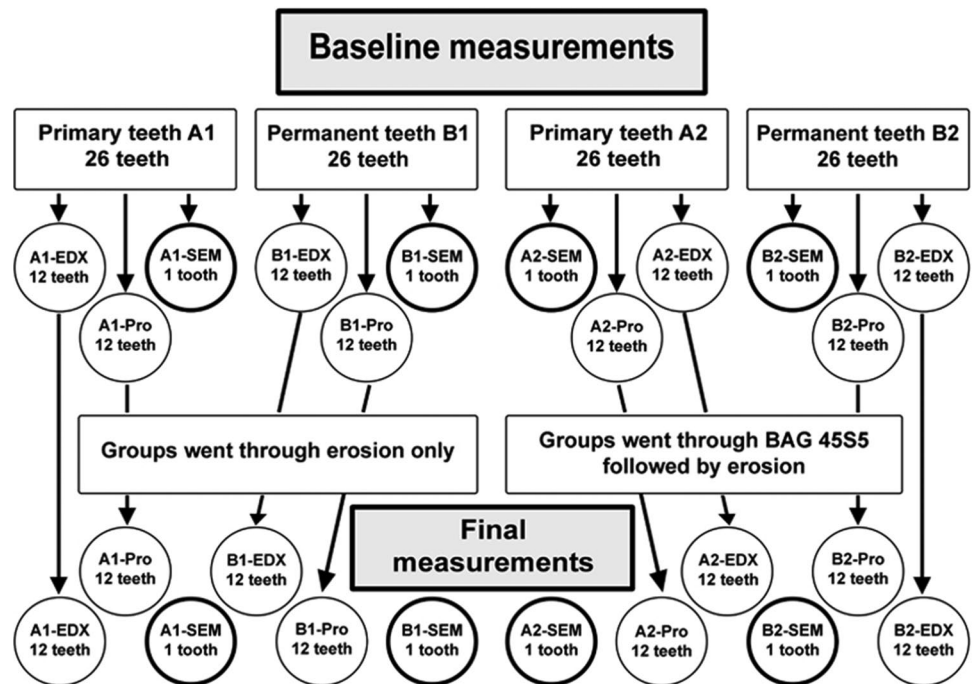 Baseline measurements
Primary teeth A1
26 teeth
Permanent teeth B1
26 teeth
Primary teeth A2
26 teeth
Permanent teeth B2
26 teeth
A1-EDX
12 teeth
A1-SEM
1 tooth
B1-EDX
12 teeth
B1-SEM
1 tooth
A2-SEM
1 tooth
A2-EDX
12 teeth
B2-SEM
1 tooth
B2-EDX
12 teeth
A1-Pro
12 teeth
B1-Pro
12 teeth
A2-Pro
12 teeth
B2-Pro
12 teeth
Groups went through erosion only
Groups went through BAG 45S5
followed by erosion
Final
measurements
A1-Pro
12 teeth
B1-EDX
12 teeth
A2-EDX
12 teeth
B2-Pro
12 teeth
A1-EDX
12 teeth
A1-SEM
1 tooth
B1-Pro
12 teeth
B1-SEM
1 tooth
A2-SEM
1 tooth
A2-Pro
12 teeth
B2-SEM
1 tooth
B2-EDX
12 teeth